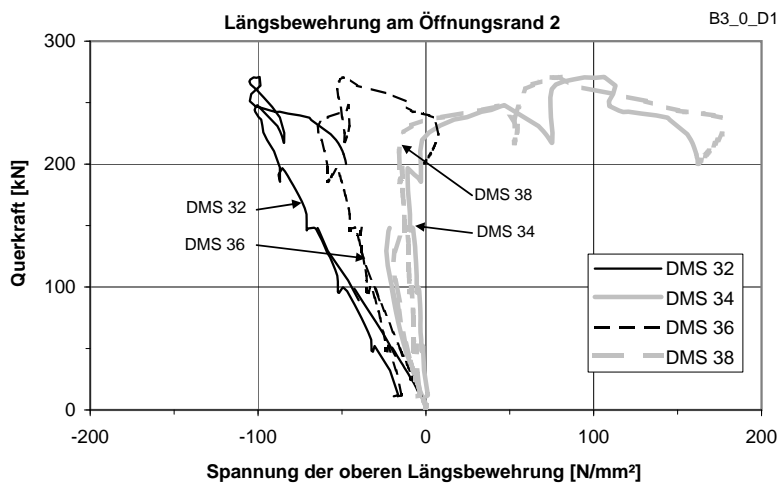 Längsbewehrung am Öffnungsrand 2
B3_0_D1
Querkraft [kN]
300
200
100
0
DMS 32
DMS 36
DMS 38
DMS 34
DMS 32
DMS 34
DMS 36
DMS 38
-200
-100
0
100
200
Spannung der oberen Längsbewehrung [N/mm²]